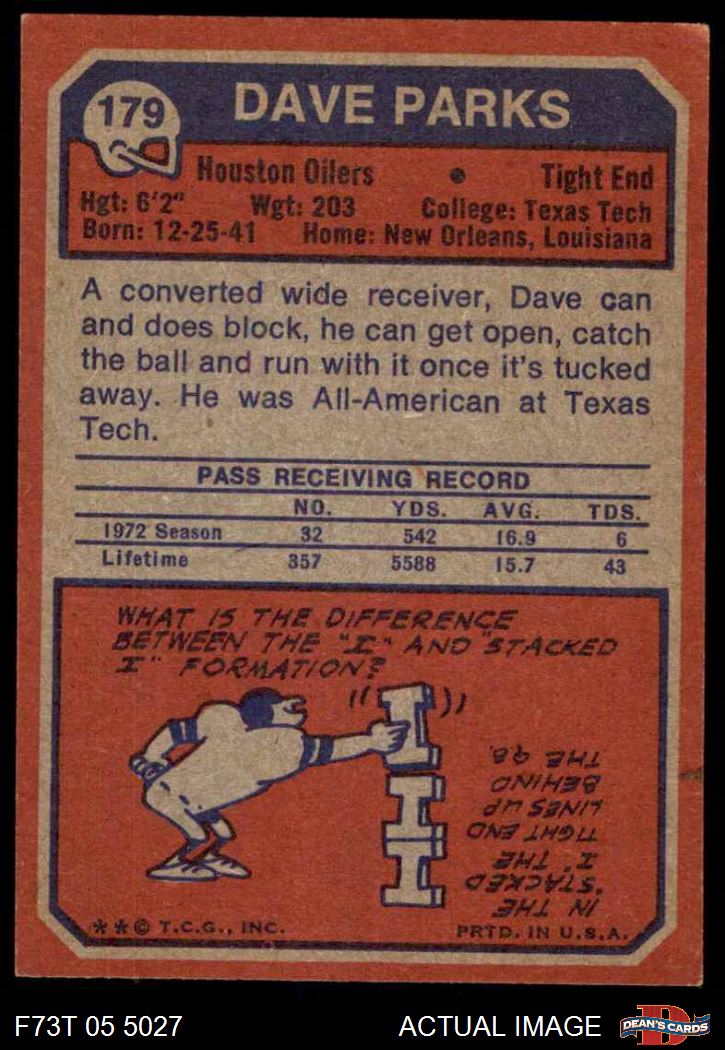 179
DAVE PARKS
Houston Oilers • Tight End
Hgt: 6'2" Wgt: 203 College: Texas Tech
Born: 12-25-41 Home: New Orleans, Louisiana
A converted wide receiver, Dave can
and does block, he can get open, catch
the ball and run with it once it's tucked
away. He was All-American at Texas
Tech.
PASS RECEIVING RECORD
NO. YDS. AVG. TDS.
1972 Season 32 542 16.9 6
Lifetime 357 5588 15.7 43
WHAT IS THE DIFFERENCE
BETWEEN THE "I" AND "STACKED
I" FORMATION?
I
I
I
IN THE
"STACKED
I", THE
TIGHT END
LINES UP
BEHIND
THE QB.
** © T.C.G., INC.
PRTD. IN U.S.A.
F73T 05 5027
ACTUAL IMAGE
D
DEAN'S CARDS